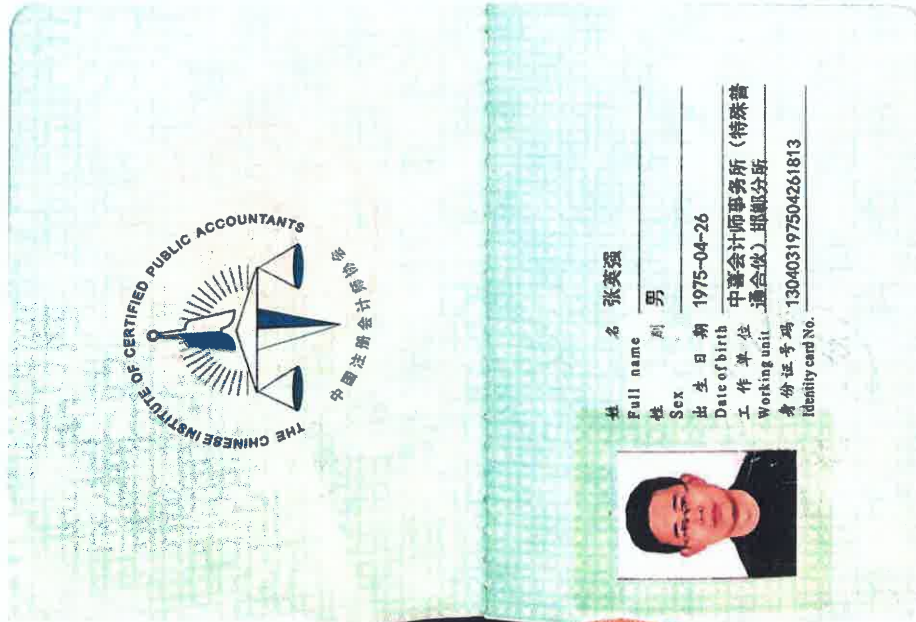 THE CHINESE INSTITUTE OF CERTIFIED PUBLIC ACCOUNTANTS
中国注册会计师协会
姓 名 张英强
Full name
性 别 男
Sex
出 生 日 期 1975-04-26
Date of birth
工 作 单 位 中喜会计师事务所（特殊普
Working unit 通合伙）邯郸分所
身份证号码 130403197504261813
Identity card No.